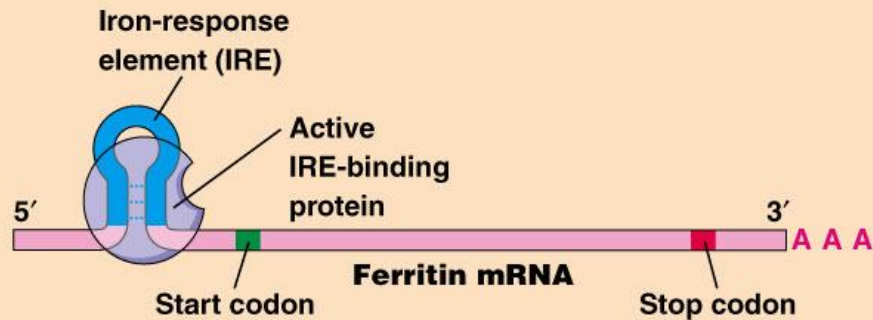 Iron-response
element (IRE)
Active
IRE-binding
protein
5′
3′
A A A
Ferritin mRNA
Start codon
Stop codon